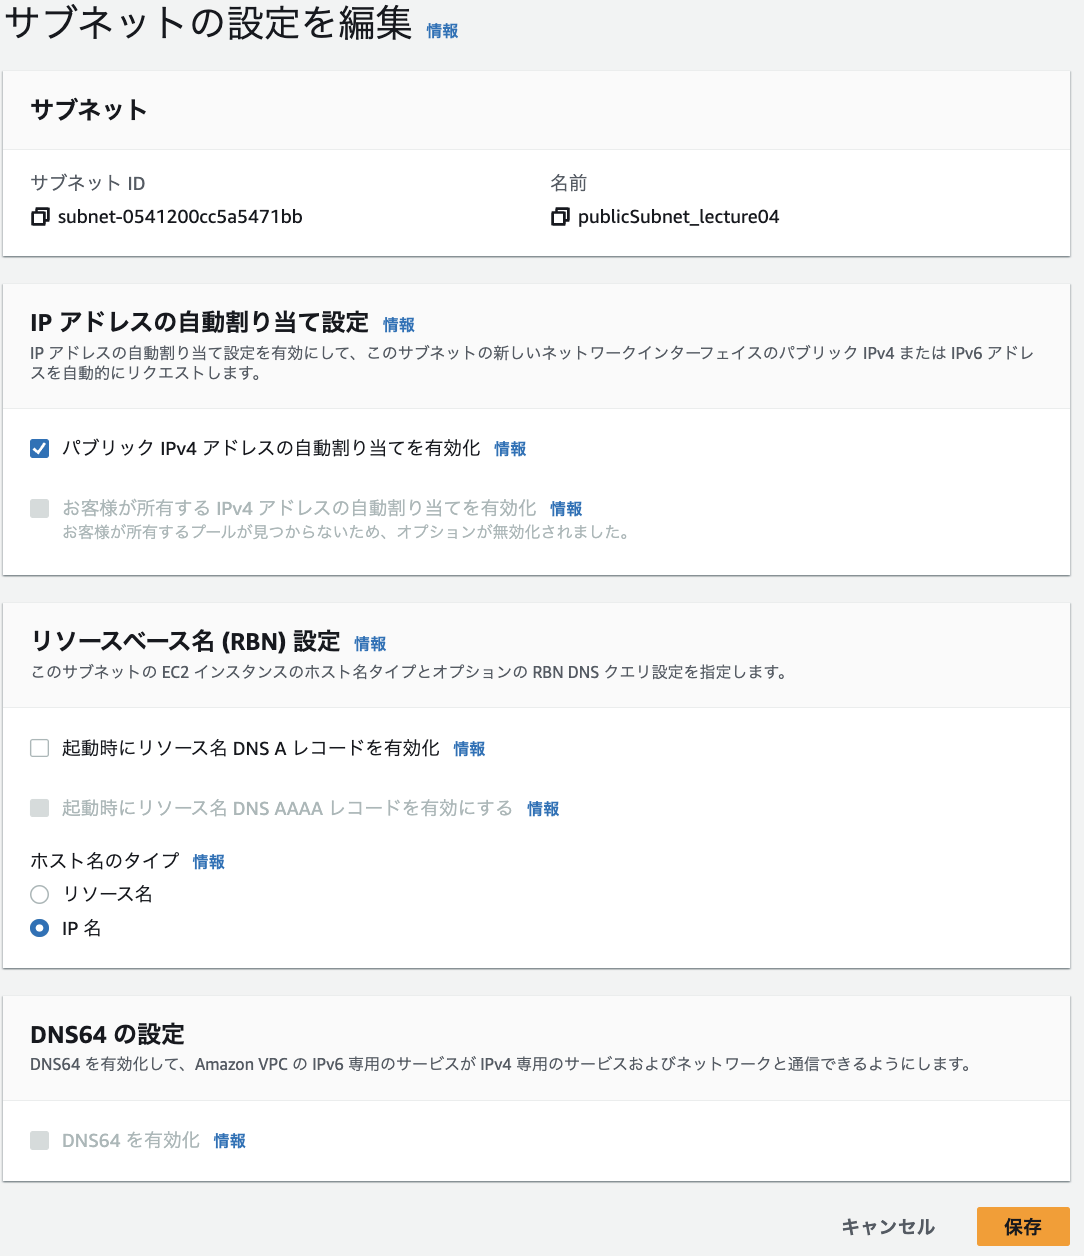 サブネットの設定を編集 情報
サブネット
サブネット ID
subnet-0541200cc5a5471bb
名前
publicSubnet_lecture04
IP アドレスの自動割り当て設定 情報
IP アドレスの自動割り当て設定を有効にして、このサブネットの新しいネットワークインターフェイスのパブリック IPv4 または IPv6 アドレ
スを自動的にリクエストします。
パブリック IPv4 アドレスの自動割り当てを有効化 情報
お客様が所有する IPv4 アドレスの自動割り当てを有効化 情報
お客様が所有するプールが見つからないため、オプションが無効化されました。
リソースベース名 (RBN) 設定 情報
このサブネットの EC2 インスタンスのホスト名タイプとオプションの RBN DNS クエリ設定を指定します。
起動時にリソース名 DNS A レコードを有効化 情報
起動時にリソース名 DNS AAAA レコードを有効にする 情報
ホスト名のタイプ 情報
リソース名
IP 名
DNS64 の設定
DNS64 を有効化して、Amazon VPC の IPv6 専用のサービスが IPv4 専用のサービスおよびネットワークと通信できるようにします。
DNS64 を有効化 情報
キャンセル 保存